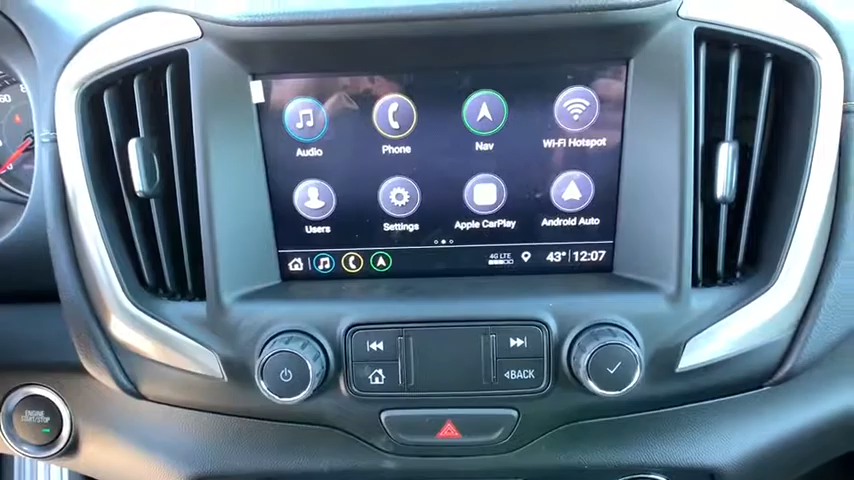 Audio
Phone
Nav
Wi-Fi Hotspot
Users
Settings
Apple CarPlay
Android Auto
4G LTE
43° 12:07
BACK
ENGINE
START/STOP